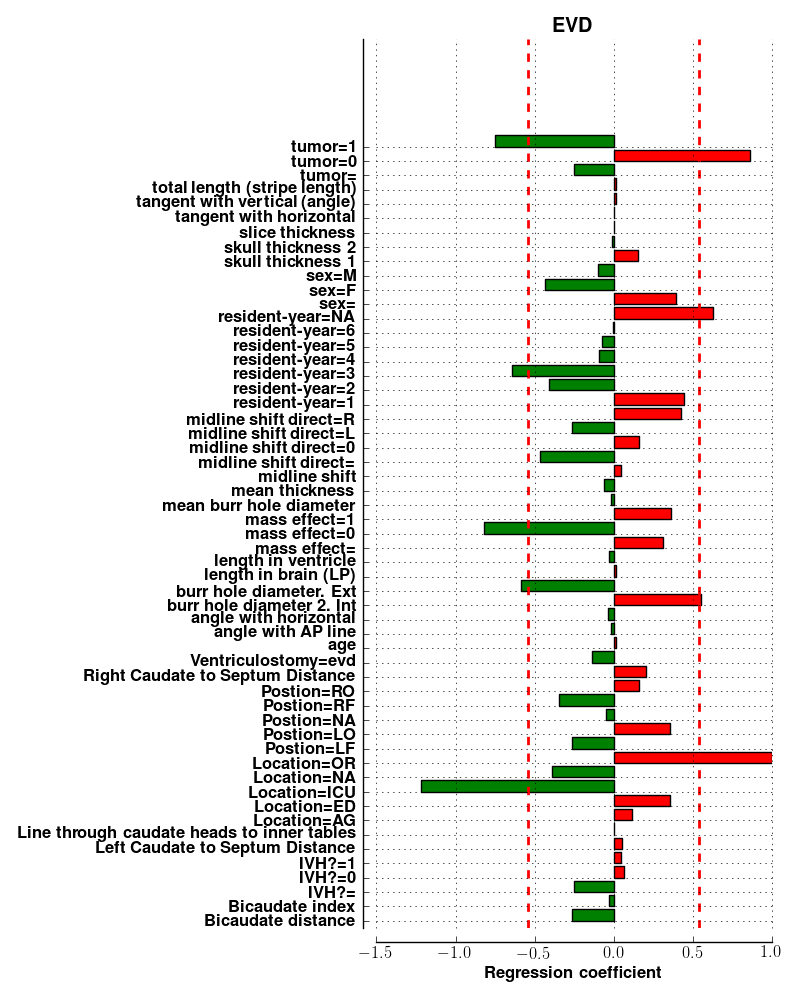 EVD
tumor=1
tumor=0
tumor=
total length (stripe length)
tangent with vertical (angle)
tangent with horizontal
slice thickness
skull thickness 2
skull thickness 1
sex=M
sex=F
sex=
resident-year=NA
resident-year=6
resident-year=5
resident-year=4
resident-year=3
resident-year=2
resident-year=1
midline shift direct=R
midline shift direct=L
midline shift direct=0
midline shift direct=
midline shift
mean thickness
mean burr hole diameter
mass effect=1
mass effect=0
mass effect=
length in ventricle
length in brain (LP)
burr hole diameter. Ext
burr hole diameter 2. Int
angle with horizontal
angle with AP line
age
Ventriculostomy=evd
Right Caudate to Septum Distance
Postion=RO
Postion=RF
Postion=NA
Postion=LO
Postion=LF
Location=OR
Location=NA
Location=ICU
Location=ED
Location=AG
Line through caudate heads to inner tables
Left Caudate to Septum Distance
IVH?=1
IVH?=0
IVH?=
Bicaudate index
Bicaudate distance
−1.5 −1.0 −0.5 0.0 0.5 1.0
Regression coefficient